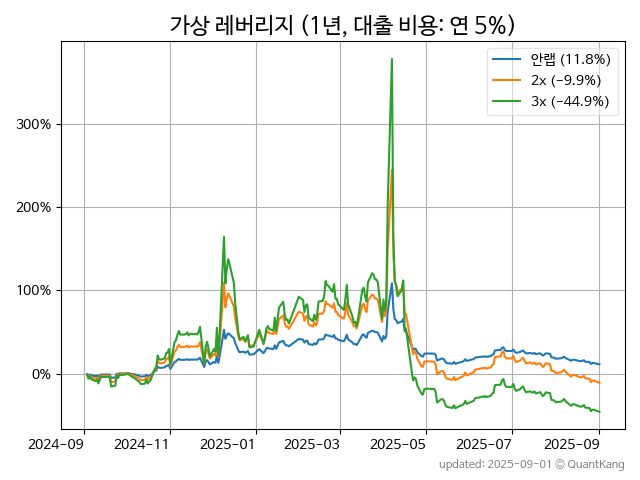 가상 레버리지 (1년, 대출 비용: 연 5%)
안랩 (11.8%)
2x (−9.9%)
3x (−44.9%)
300%
200%
100%
0%
2024-09 2024-11 2025-01 2025-03 2025-05 2025-07 2025-09
updated: 2025-09-01 © QuantKang